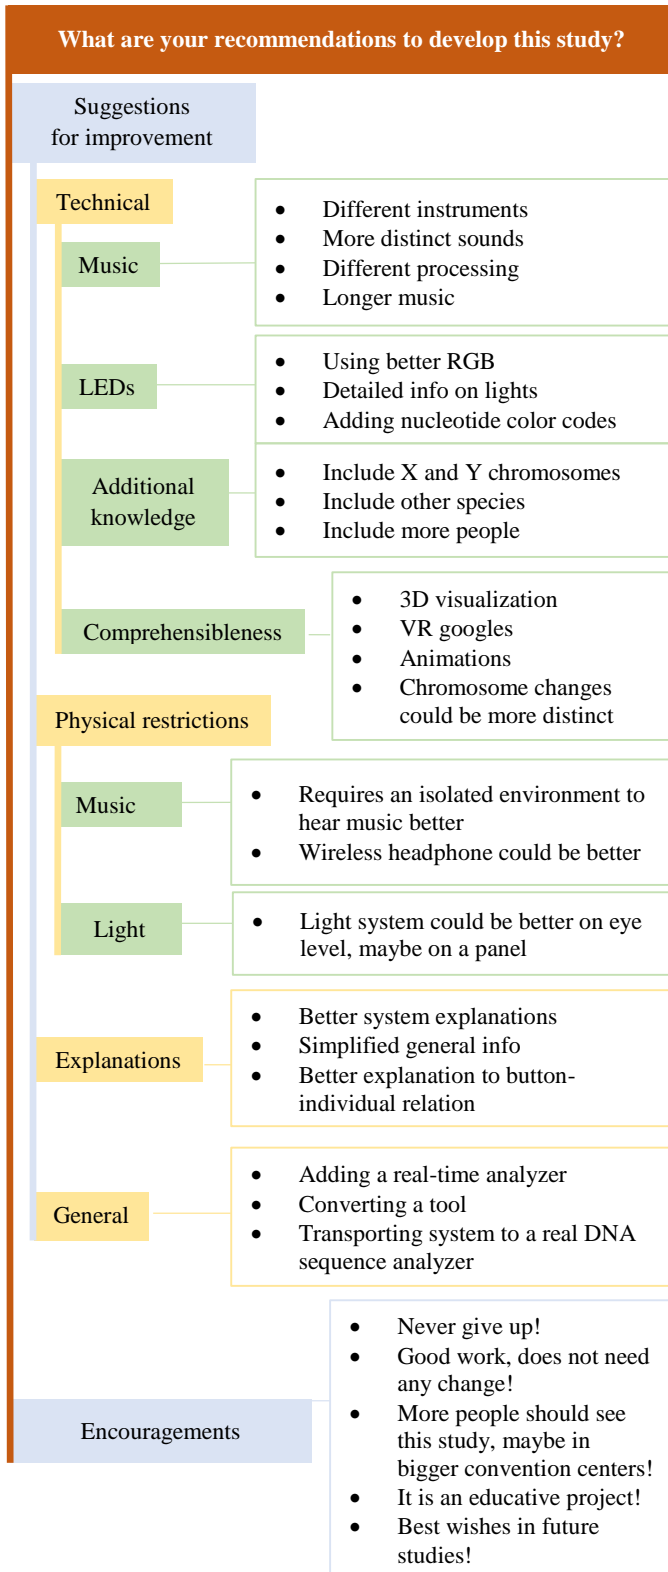 What are your recommendations to develop this study?
Suggestions
for improvement
Technical
Music
• Different instruments
• More distinct sounds
• Different processing
• Longer music
LEDs
• Using better RGB
• Detailed info on lights
• Adding nucleotide color codes
Additional
knowledge
• Include X and Y chromosomes
• Include other species
• Include more people
Comprehensibleness
• 3D visualization
• VR googles
• Animations
• Chromosome changes
could be more distinct
Physical restrictions
Music
• Requires an isolated environment to
hear music better
• Wireless headphone could be better
Light
• Light system could be better on eye
level, maybe on a panel
Explanations
• Better system explanations
• Simplified general info
• Better explanation to button-
individual relation
General
• Adding a real-time analyzer
• Converting a tool
• Transporting system to a real DNA
sequence analyzer
Encouragements
• Never give up!
• Good work, does not need
any change!
• More people should see
this study, maybe in
bigger convention centers!
• It is an educative project!
• Best wishes in future
studies!